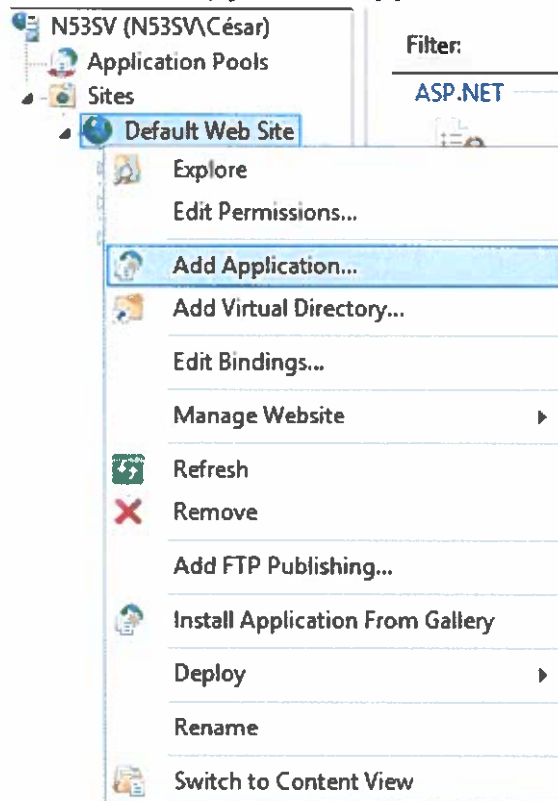 N53SV (N53SV\César)
Filter:
Application Pools
Sites
ASP.NET
Default Web Site
Explore
Edit Permissions...
Add Application...
Add Virtual Directory...
Edit Bindings...
Manage Website
Refresh
Remove
Add FTP Publishing...
Install Application From Gallery
Deploy
Rename
Switch to Content View